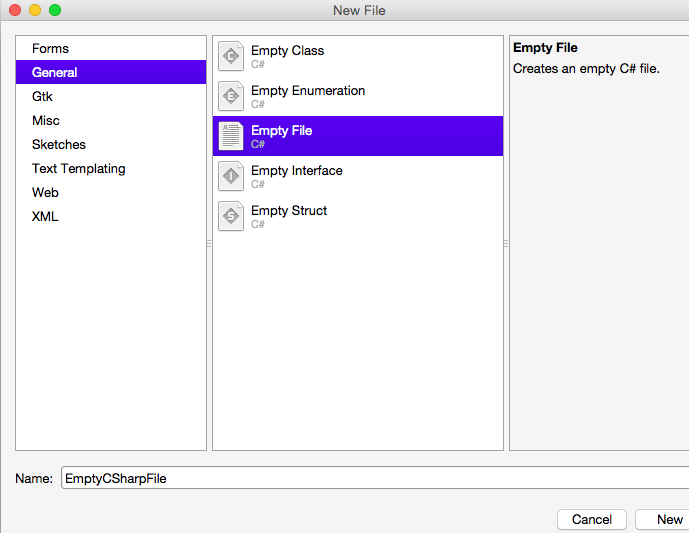 New File
Forms
General
Gtk
Misc
Sketches
Text Templating
Web
XML
C
Empty Class
C#
E
Empty Enumeration
C#
Empty File
C#
I
Empty Interface
C#
S
Empty Struct
C#
Empty File
Creates an empty C# file.
Name: EmptyCSharpFile
Cancel New